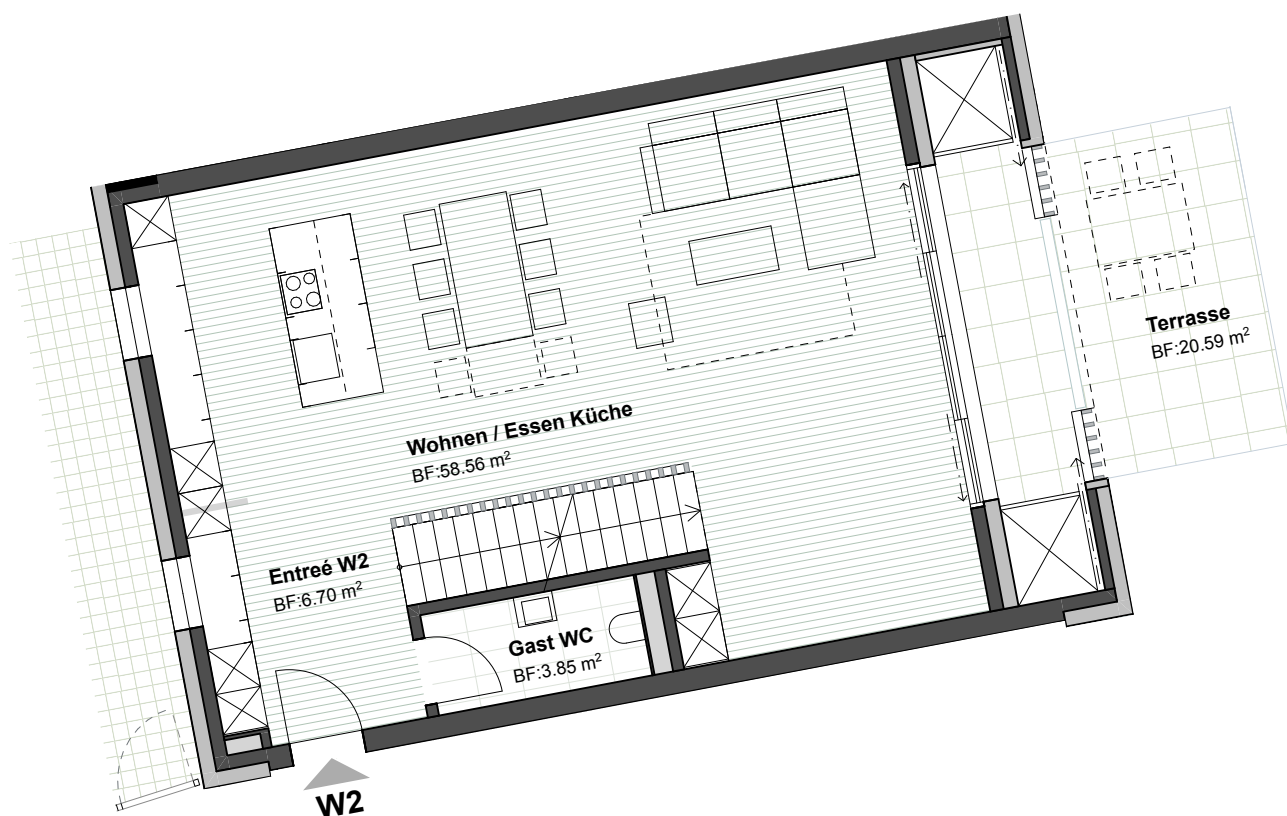 Terrasse
BF:20.59 m²
Wohnen / Essen Küche
BF:58.56 m²
Entreé W2
BF:6.70 m²
Gast WC
BF:3.85 m²
W2